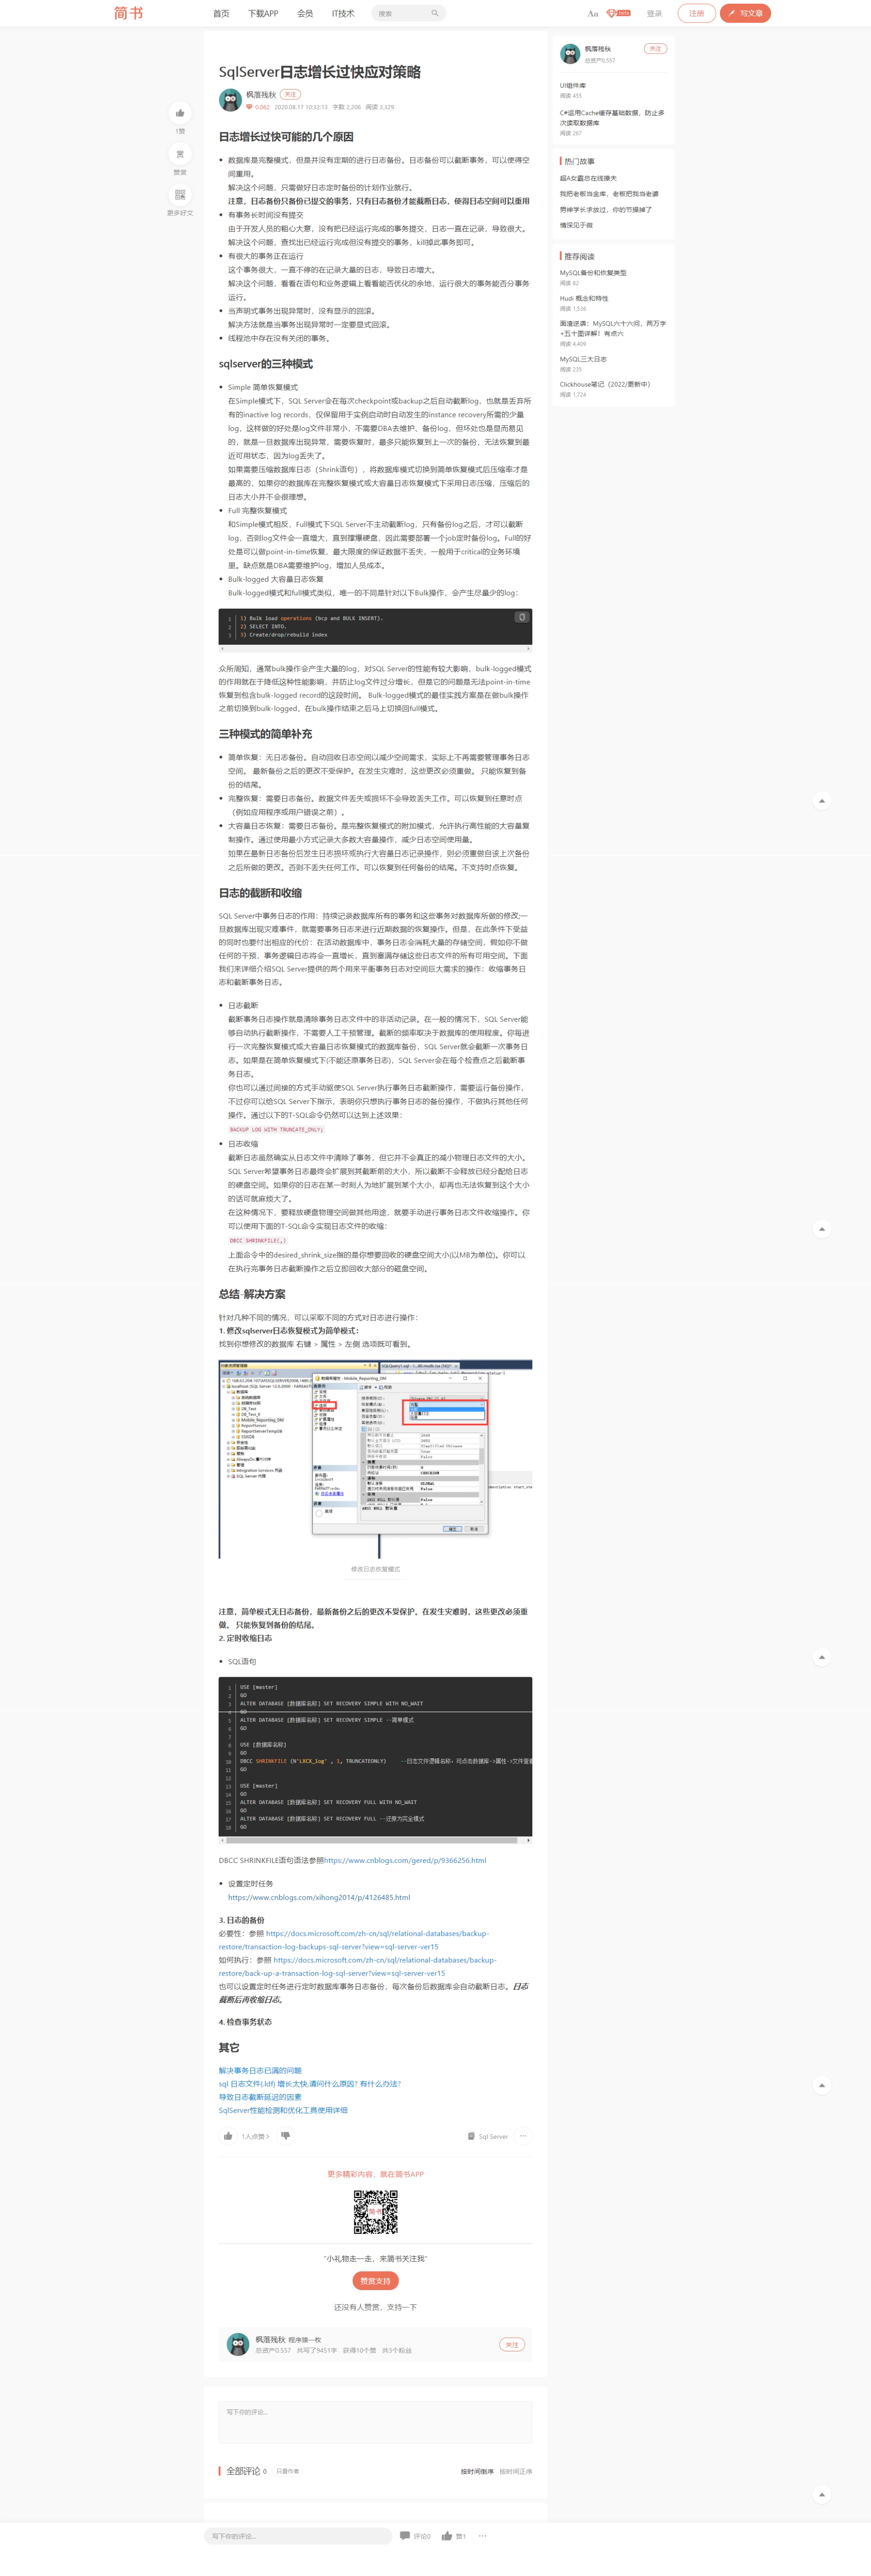 简书
首页
下载APP
会员
IT技术
搜索
Aa
beta
登录
注册
写文章
1赞
赏
赞赏
更多好文
SqlServer日志增长过快应对策略
枫落残秋 关注
0.062 2020.08.17 10:32:13 字数 2,206 阅读 3,329
日志增长过快可能的几个原因
数据库是完整模式，但是并没有定期的进行日志备份。日志备份可以截断事务，可以使得空
间重用。
解决这个问题，只需做好日志定时备份的计划作业就行。
注意，日志备份只备份已提交的事务，只有日志备份才能截断日志，使得日志空间可以重用
有事务长时间没有提交
由于开发人员的粗心大意，没有把已经运行完成的事务提交，日志一直在记录，导致很大。
解决这个问题，查找出已经运行完成但没有提交的事务，kill掉此事务即可。
有很大的事务正在运行
这个事务很大，一直不停的在记录大量的日志，导致日志增大。
解决这个问题，看看在语句和业务逻辑上看看能否优化的余地，运行很大的事务能否分事务
运行。
当声明式事务出现异常时，没有显示的回滚。
解决方法就是当事务出现异常时一定要显式回滚。
线程池中存在没有关闭的事务。
sqlserver的三种模式
Simple 简单恢复模式
在Simple模式下，SQL Server会在每次checkpoint或backup之后自动截断log，也就是丢弃所
有的inactive log records，仅保留用于实例启动时自动发生的instance recovery所需的少量
log，这样做的好处是log文件非常小，不需要DBA去维护、备份log，但坏处也是显而易见
的，就是一旦数据库出现异常，需要恢复时，最多只能恢复到上一次的备份，无法恢复到最
近可用状态，因为log丢失了。
如果需要压缩数据库日志（Shrink语句），将数据库模式切换到简单恢复模式后压缩率才是
最高的，如果你的数据库在完整恢复模式或大容量日志恢复模式下采用日志压缩，压缩后的
日志大小并不会很理想。
Full 完整恢复模式
和Simple模式相反，Full模式下SQL Server不主动截断log，只有备份log之后，才可以截断
log，否则log文件会一直增大，直到撑爆硬盘，因此需要部署一个job定时备份log。Full的好
处是可以做point-in-time恢复，最大限度的保证数据不丢失，一般用于critical的业务环境
里。缺点就是DBA需要维护log，增加人员成本。
Bulk-logged 大容量日志恢复
Bulk-logged模式和full模式类似，唯一的不同是针对以下Bulk操作，会产生尽量少的log：
1 1) Bulk load operations (bcp and BULK INSERT).
2 2) SELECT INTO.
3 3) Create/drop/rebuild index
众所周知，通常bulk操作会产生大量的log，对SQL Server的性能有较大影响，bulk-logged模式
的作用就在于降低这种性能影响，并防止log文件过分增长，但是它的问题是无法point-in-time
恢复到包含bulk-logged record的这段时间。 Bulk-logged模式的最佳实践方案是在做bulk操作
之前切换到bulk-logged，在bulk操作结束之后马上切换回full模式。
三种模式的简单补充
简单恢复：无日志备份。自动回收日志空间以减少空间需求，实际上不再需要管理事务日志
空间。 最新备份之后的更改不受保护。在发生灾难时，这些更改必须重做。 只能恢复到备
份的结尾。
完整恢复：需要日志备份。数据文件丢失或损坏不会导致丢失工作。可以恢复到任意时点
（例如应用程序或用户错误之前）。
大容量日志恢复：需要日志备份。是完整恢复模式的附加模式，允许执行高性能的大容量复
制操作。通过使用最小方式记录大多数大容量操作，减少日志空间使用量。
如果在最新日志备份后发生日志损坏或执行大容量日志记录操作，则必须重做自该上次备份
之后所做的更改。否则不丢失任何工作。可以恢复到任何备份的结尾。不支持时点恢复。
日志的截断和收缩
SQL Server中事务日志的作用：持续记录数据库所有的事务和这些事务对数据库所做的修改;一
旦数据库出现灾难事件，就需要事务日志来进行近期数据的恢复操作。但是，在此条件下受益
的同时也要付出相应的代价：在活动数据库中，事务日志会消耗大量的存储空间，假如你不做
任何的干预，事务逻辑日志将会一直增长，直到塞满存储这些日志文件的所有可用空间。下面
我们来详细介绍SQL Server提供的两个用来平衡事务日志对空间巨大需求的操作：收缩事务日
志和截断事务日志。
日志截断
截断事务日志操作就是清除事务日志文件中的非活动记录。在一般的情况下，SQL Server能
够自动执行截断操作，不需要人工干预管理。截断的频率取决于数据库的使用程度。你每进
行一次完整恢复模式或大容量日志恢复模式的数据库备份，SQL Server就会截断一次事务日
志。如果是在简单恢复模式下(不能还原事务日志)，SQL Server会在每个检查点之后截断事
务日志。
你也可以通过间接的方式手动驱使SQL Server执行事务日志截断操作，需要运行备份操作，
不过你可以给SQL Server下指示，表明你只想执行事务日志的备份操作，不做执行其他任何
操作。通过以下的T-SQL命令仍然可以达到上述效果：
BACKUP LOG WITH TRUNCATE_ONLY;
日志收缩
截断日志虽然确实从日志文件中清除了事务，但它并不会真正的减小物理日志文件的大小。
SQL Server希望事务日志最终会扩展到其截断前的大小，所以截断不会释放已经分配给日志
的硬盘空间。如果你的日志在某一时刻人为地扩展到某个大小，却再也无法恢复到这个大小
的话可就麻烦大了。
在这种情况下，要释放硬盘物理空间做其他用途，就要手动进行事务日志文件收缩操作。你
可以使用下面的T-SQL命令实现日志文件的收缩：
DBCC SHRINKFILE(,)
上面命令中的desired_shrink_size指的是你想要回收的硬盘空间大小(以MB为单位)。你可以
在执行完事务日志截断操作之后立即回收大部分的磁盘空间。
总结-解决方案
针对几种不同的情况，可以采取不同的方式对日志进行操作：
1. 修改sqlserver日志恢复模式为简单模式：
找到你想修改的数据库 右键 > 属性 > 左侧 选项既可看到。
数据库属性 - Mobile_Reporting_DM
修改日志恢复模式
注意，简单模式无日志备份，最新备份之后的更改不受保护。在发生灾难时，这些更改必须重
做。 只能恢复到备份的结尾。
2. 定时收缩日志
SQL语句
1 USE [master]
2 GO
3 ALTER DATABASE [数据库名称] SET RECOVERY SIMPLE WITH NO_WAIT
4 GO
5 ALTER DATABASE [数据库名称] SET RECOVERY SIMPLE --简单模式
6 GO
7
8 USE [数据库名称]
9 GO
10 DBCC SHRINKFILE (N'LXCX_log' , 1, TRUNCATEONLY) --日志文件逻辑名称，可点击数据库->属性->文件查看
11 GO
12
13 USE [master]
14 GO
15 ALTER DATABASE [数据库名称] SET RECOVERY FULL WITH NO_WAIT
16 GO
17 ALTER DATABASE [数据库名称] SET RECOVERY FULL --还原为完全模式
18 GO
DBCC SHRINKFILE语句语法参照https://www.cnblogs.com/gered/p/9366256.html
设置定时任务
https://www.cnblogs.com/xihong2014/p/4126485.html
3. 日志的备份
必要性：参照 https://docs.microsoft.com/zh-cn/sql/relational-databases/backup-
restore/transaction-log-backups-sql-server?view=sql-server-ver15
如何执行：参照 https://docs.microsoft.com/zh-cn/sql/relational-databases/backup-
restore/back-up-a-transaction-log-sql-server?view=sql-server-ver15
也可以设置定时任务进行定时数据库事务日志备份，每次备份后数据库会自动截断日志。日志
截断后再收缩日志。
4. 检查事务状态
其它
解决事务日志已满的问题
sql 日志文件(.ldf) 增长太快,请问什么原因? 有什么办法?
导致日志截断延迟的因素
SqlServer性能检测和优化工具使用详细
1人点赞
Sql Server
更多精彩内容，就在简书APP
简书
"小礼物走一走，来简书关注我"
赞赏支持
还没有人赞赏，支持一下
枫落残秋 程序猿一枚
总资产0.557 共写了9451字 获得10个赞 共3个粉丝
关注
写下你的评论...
全部评论 0 只看作者
按时间倒序 按时间正序
写下你的评论...
评论0
赞1
枫落残秋
关注
总资产0.557
UI组件库
阅读 455
C#运用Cache缓存基础数据，防止多
次读取数据库
阅读 267
热门故事
超A女霸总在线撩夫
我把老板当金库，老板把我当老婆
男神学长求放过，你的节操掉了
情深见于微
推荐阅读
MySQL备份和恢复类型
阅读 82
Hudi 概念和特性
阅读 1,536
面渣逆袭：MySQL六十六问，两万字
+五十图详解！有点六
阅读 4,409
MySQL三大日志
阅读 235
Clickhouse笔记（2022/更新中）
阅读 1,724